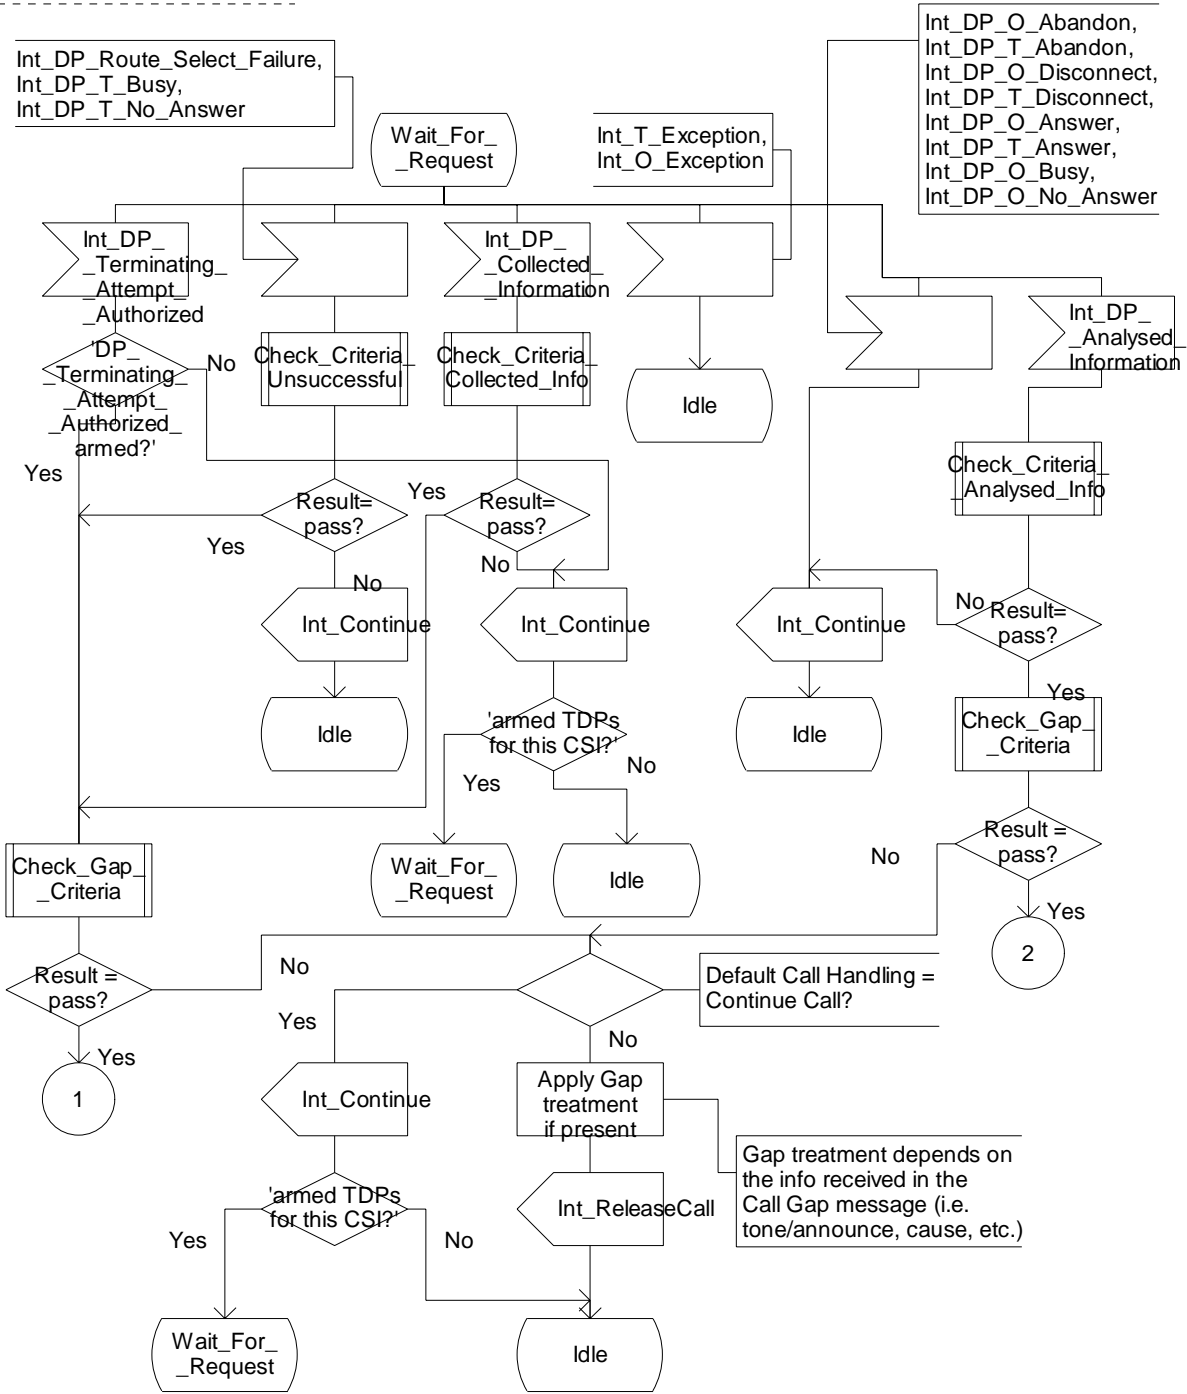 Int_DP_Route_Select_Failure,
Int_DP_T_Busy,
Int_DP_T_No_Answer
Wait_For_
_Request
Int_T_Exception,
Int_O_Exception
Int_DP_O_Abandon,
Int_DP_T_Abandon,
Int_DP_O_Disconnect,
Int_DP_T_Disconnect,
Int_DP_O_Answer,
Int_DP_T_Answer,
Int_DP_O_Busy,
Int_DP_O_No_Answer
Int_DP_
_Terminating_
_Attempt_
_Authorized
Int_DP_
_Collected_
_Information
Int_DP_
_Analysed_
Information
'DP_
_Terminating_
_Attempt_
_Authorized_
armed?'
No
Yes
Check_Criteria_
_Unsuccessful
Check_Criteria_
_Collected_Info
Idle
Check_Criteria_
_Analysed_Info
Result=
pass?
Yes
No
Result=
pass?
Yes
No
Result=
pass?
No
Yes
Int_Continue
Int_Continue
Int_Continue
Idle
'armed TDPs
for this CSI?'
Yes
No
Idle
Check_Gap_
_Criteria
Check_Gap_
_Criteria
Wait_For_
_Request
Idle
Result =
pass?
No
Yes
2
Result =
pass?
No
Yes
1
Default Call Handling =
Continue Call?
Yes
No
Int_Continue
Apply Gap
treatment
if present
Gap treatment depends on
the info received in the
Call Gap message (i.e.
tone/announce, cause, etc.)
'armed TDPs
for this CSI?'
Yes
No
Int_ReleaseCall
Wait_For_
_Request
Idle